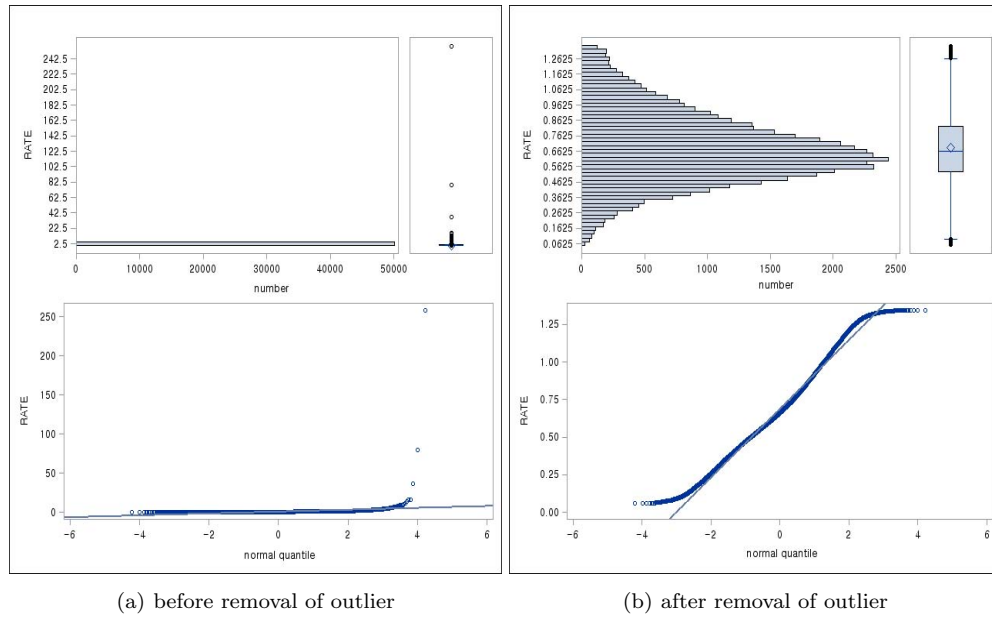 RATE
242.5
222.5
202.5
182.5
162.5
142.5
122.5
102.5
82.5
62.5
42.5
22.5
2.5
0 10000 20000 30000 40000 50000
number
RATE
250
200
150
100
50
0
−6 −4 −2 0 2 4 6
normal quantile
(a) before removal of outlier
RATE
1.2625
1.1625
1.0625
0.9625
0.8625
0.7625
0.6625
0.5625
0.4625
0.3625
0.2625
0.1625
0.0625
0 500 1000 1500 2000 2500
number
RATE
1.25
1.00
0.75
0.50
0.25
0.00
−6 −4 −2 0 2 4 6
normal quantile
(b) after removal of outlier